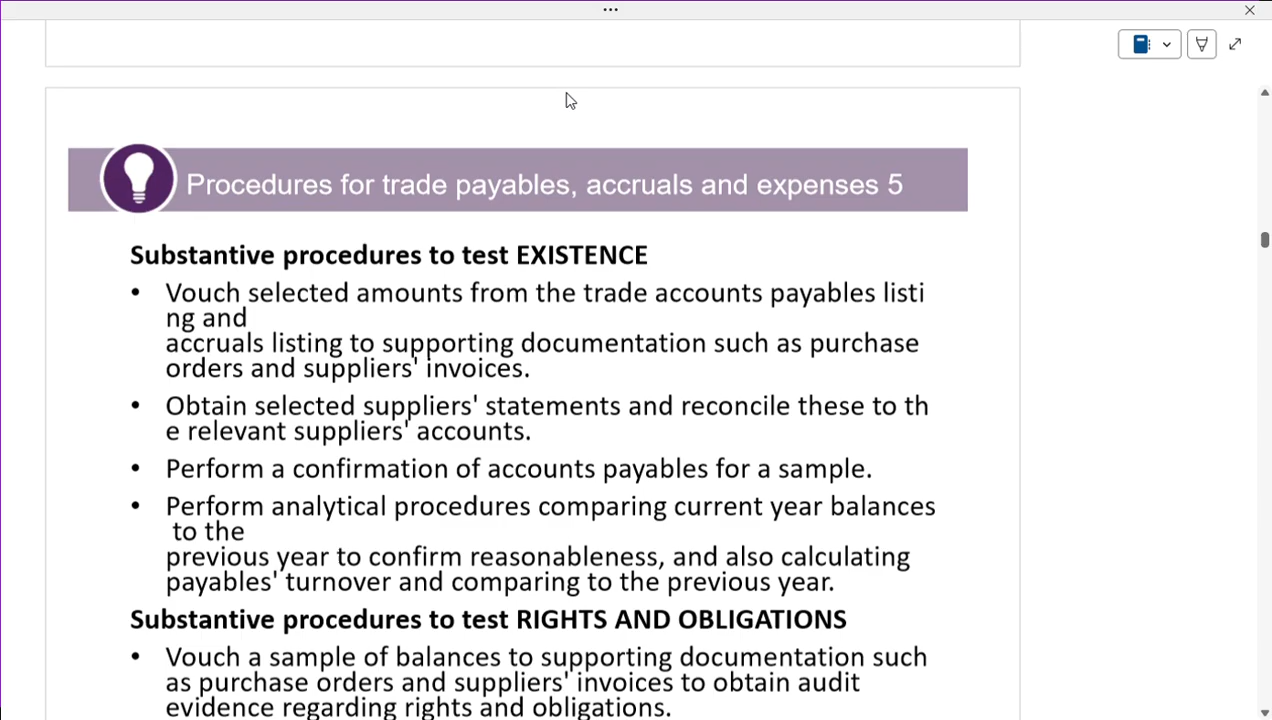 Procedures for trade payables, accruals and expenses 5
Substantive procedures to test EXISTENCE
• Vouch selected amounts from the trade accounts payables listi
ng and
accruals listing to supporting documentation such as purchase
orders and suppliers' invoices.
• Obtain selected suppliers' statements and reconcile these to th
e relevant suppliers' accounts.
• Perform a confirmation of accounts payables for a sample.
• Perform analytical procedures comparing current year balances
to the
previous year to confirm reasonableness, and also calculating
payables' turnover and comparing to the previous year.
Substantive procedures to test RIGHTS AND OBLIGATIONS
• Vouch a sample of balances to supporting documentation such
as purchase orders and suppliers' invoices to obtain audit
evidence regarding rights and obligations.